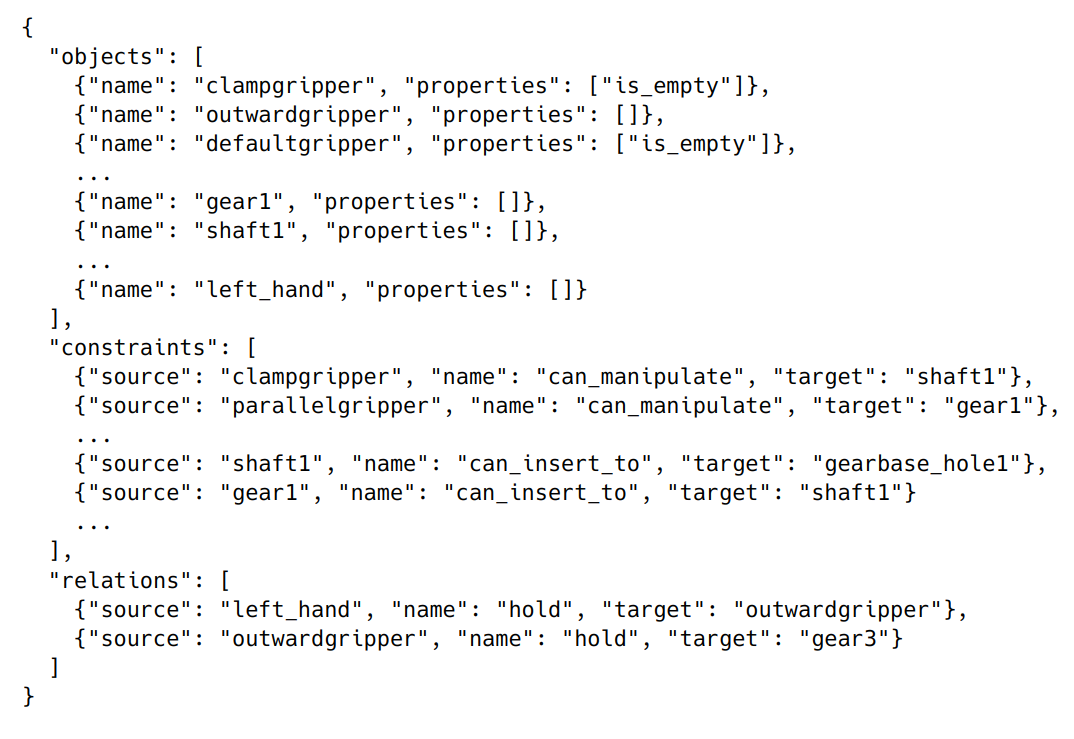 {
  "objects": [
    {"name": "clampgripper", "properties": ["is_empty"]},
    {"name": "outwardgripper", "properties": []},
    {"name": "defaultgripper", "properties": ["is_empty"]},
    ...
    {"name": "gear1", "properties": []},
    {"name": "shaft1", "properties": []},
    ...
    {"name": "left_hand", "properties": []}
  ],
  "constraints": [
    {"source": "clampgripper", "name": "can_manipulate", "target": "shaft1"},
    {"source": "parallelgripper", "name": "can_manipulate", "target": "gear1"},
    ...
    {"source": "shaft1", "name": "can_insert_to", "target": "gearbase_hole1"},
    {"source": "gear1", "name": "can_insert_to", "target": "shaft1"}
    ...
  ],
  "relations": [
    {"source": "left_hand", "name": "hold", "target": "outwardgripper"},
    {"source": "outwardgripper", "name": "hold", "target": "gear3"}
  ]
}